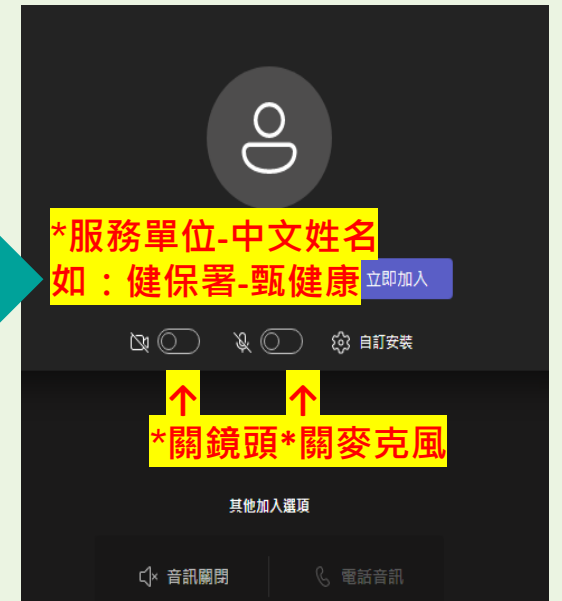 *服務單位-中文姓名
如：健保署-甄健康
立即加入
自訂安裝
↑ ↑
*關鏡頭*關麥克風
其他加入選項
音訊關閉 電話音訊